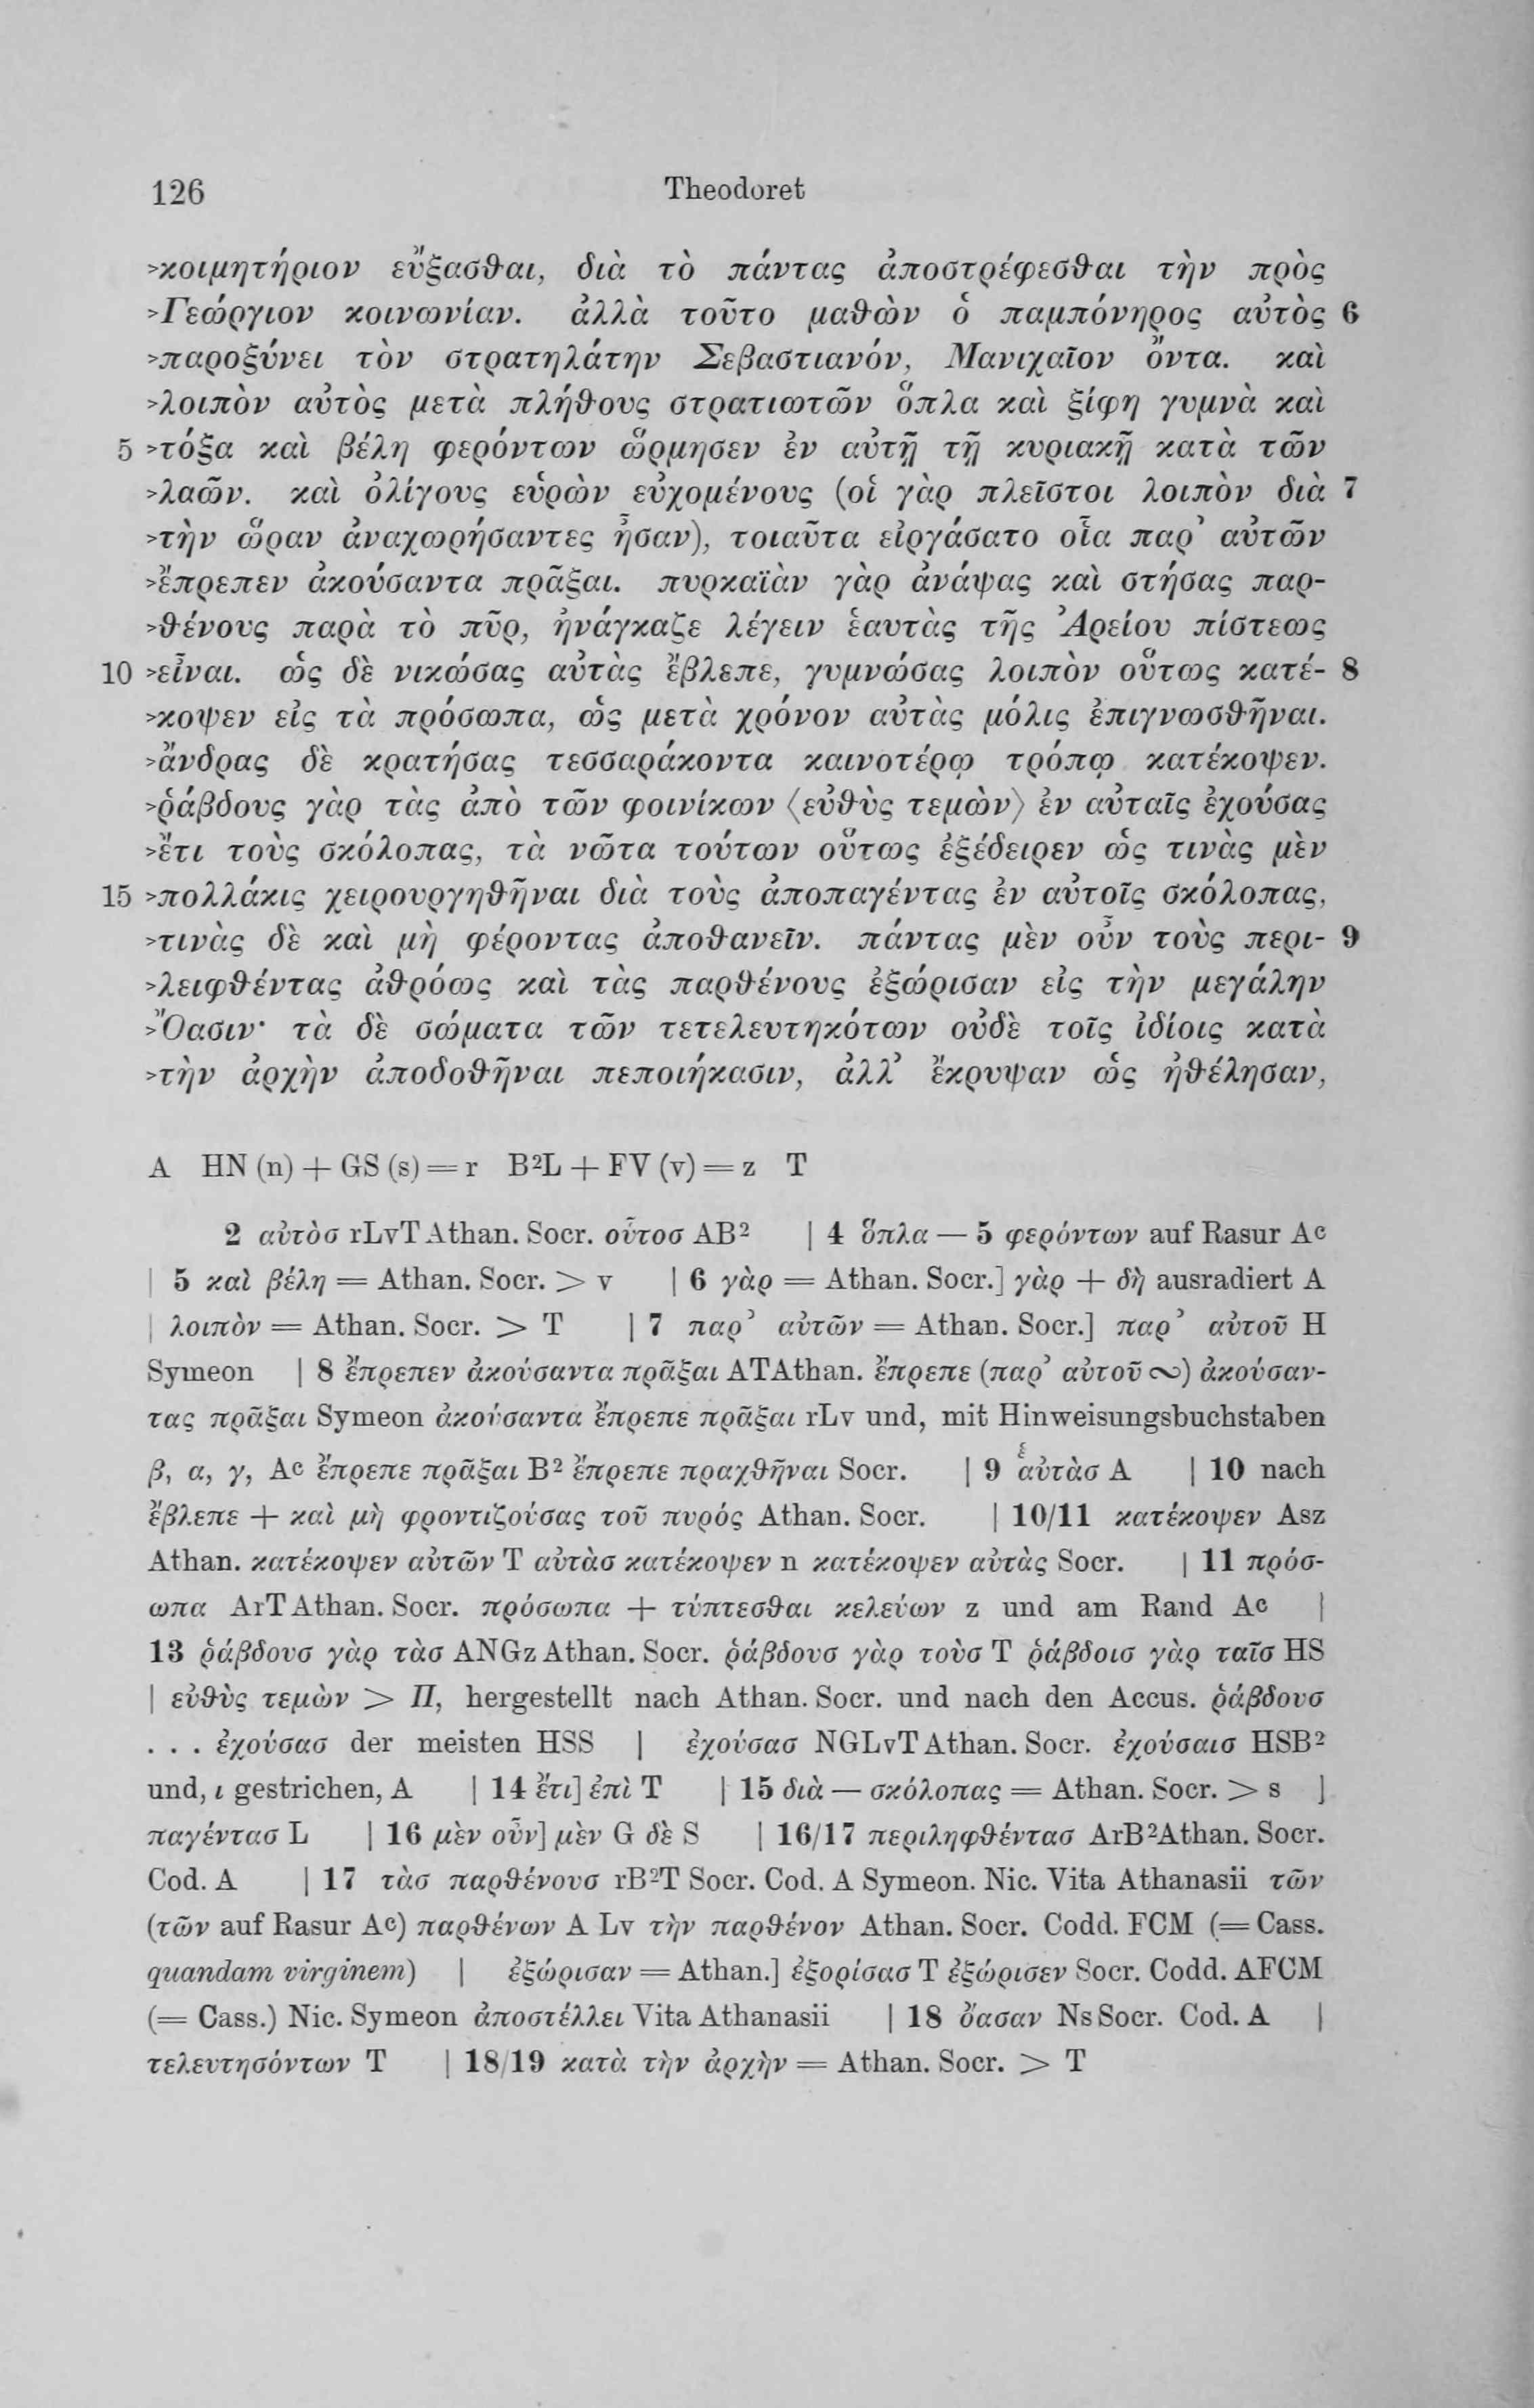 126 Theodoret
>κοιμητήριον εὔξασθαι, διὰ τὸ πάντας ἀποστρέφεσθαι τὴν πρὸς
>Γεώργιον κοινωνίαν. ἀλλὰ τοῦτο μαθὼν ὁ παμπόνηρος αὐτὸς 6
>παροξύνει τὸν στρατηλάτην Σεβαστιανόν, Μανιχαῖον ὄντα. καὶ
>λοιπὸν αὐτὸς μετὰ πλήθους στρατιωτῶν ὅπλα καὶ ξίφη γυμνὰ καὶ
5 >τόξα καὶ βέλη φερόντων ὥρμησεν ἐν αὐτῇ τῇ κυριακῇ κατὰ τῶν
>λαῶν. καὶ ὀλίγους εὑρὼν εὐχομένους (οἱ γὰρ πλεῖστοι λοιπὸν διὰ 7
>τὴν ὥραν ἀναχωρήσαντες ἦσαν), τοιαῦτα εἰργάσατο οἷα παρ' αὐτῶν
>ἔπρεπεν ἀκούσαντα πρᾶξαι. πυρκαϊὰν γὰρ ἀνάψας καὶ στήσας παρ-
>θένους παρὰ τὸ πῦρ, ἠνάγκαζε λέγειν ἑαυτὰς τῆς Ἀρείου πίστεως
10 >εἶναι. ὡς δὲ νικώσας αὐτὰς ἔβλεπε, γυμνώσας λοιπὸν οὕτως κατέ- 8
>κοψεν εἰς τὰ πρόσωπα, ὡς μετὰ χρόνον αὐτὰς μόλις ἐπιγνωσθῆναι.
>ἄνδρας δὲ κρατήσας τεσσαράκοντα καινοτέρῳ τρόπῳ κατέκοψεν.
>ῥάβδους γὰρ τὰς ἀπὸ τῶν φοινίκων ⟨εὐθὺς τεμὼν⟩ ἐν αὐταῖς ἐχούσας
>ἔτι τοὺς σκόλοπας, τὰ νῶτα τούτων οὕτως ἐξέδειρεν ὡς τινὰς μὲν
15 >πολλάκις χειρουργηθῆναι διὰ τοὺς ἀποπαγέντας ἐν αὐτοῖς σκόλοπας,
>τινὰς δὲ καὶ μὴ φέροντας ἀποθανεῖν. πάντας μὲν οὖν τοὺς περι- 9
>λειφθέντας ἀθρόως καὶ τὰς παρθένους ἐξώρισαν εἰς τὴν μεγάλην
>Ὄασιν· τὰ δὲ σώματα τῶν τετελευτηκότων οὐδὲ τοῖς ἰδίοις κατὰ
>τὴν ἀρχὴν ἀποδοθῆναι πεποιήκασιν, ἀλλ' ἔκρυψαν ὡς ἠθέλησαν,
A HN (n) + GS (s) = r B²L + FV (v) = z T
2 αὐτὸσ rLvT Athan. Socr. οὗτοσ AB² | 4 ὅπλα — 5 φερόντων auf Rasur Aᶜ
| 5 καὶ βέλη = Athan. Socr. > v | 6 γὰρ = Athan. Socr.] γὰρ + δὴ ausradiert A
| λοιπὸν = Athan. Socr. > T | 7 παρ' αὐτῶν = Athan. Socr.] παρ' αὐτοῦ H
Symeon | 8 ἔπρεπεν ἀκούσαντα πρᾶξαι AT Athan. ἔπρεπε (παρ' αὐτοῦ ∾) ἀκούσαν-
τας πρᾶξαι Symeon ἀκούσαντα ἔπρεπε πρᾶξαι rLv und, mit Hinweisungsbuchstaben
β, α, γ, Aᶜ ἔπρεπε πρᾶξαι B² ἔπρεπε πραχθῆναι Socr. | 9 ἑαὐτὰσ A | 10 nach
ἔβλεπε + καὶ μὴ φροντιζούσας τοῦ πυρός Athan. Socr. | 10/11 κατέκοψεν Asz
Athan. κατέκοψεν αὐτῶν T αὐτὰσ κατέκοψεν n κατέκοψεν αὐτὰς Socr. | 11 πρόσ-
ωπα ArT Athan. Socr. πρόσωπα + τύπτεσθαι κελεύων z und am Rand Aᶜ |
13 ῥάβδουσ γὰρ τὰσ ANGz Athan. Socr. ῥάβδουσ γὰρ τοὺσ T ῥάβδοισ γὰρ ταῖσ HS
| εὐθὺς τεμὼν > Π, hergestellt nach Athan. Socr. und nach den Accus. ῥάβδουσ
. . . ἐχούσασ der meisten HSS | ἐχούσασ NGLvT Athan. Socr. ἐχούσαισ HSB²
und, ι gestrichen, A | 14 ἔτι] ἐπὶ T | 15 διὰ — σκόλοπας = Athan. Socr. > s |
παγέντασ L | 16 μὲν οὖν] μὲν G δὲ S | 16/17 περιληφθέντασ ArB² Athan. Socr.
Cod. A | 17 τὰσ παρθένουσ rB²T Socr. Cod. A Symeon. Nic. Vita Athanasii τῶν
(τῶν auf Rasur Aᶜ) παρθένων A Lv τὴν παρθένον Athan. Socr. Codd. FCM (= Cass.
quandam virginem) | ἐξώρισαν = Athan.] ἐξορίσασ T ἐξώρισεν Socr. Codd. AFCM
(= Cass.) Nic. Symeon ἀποστέλλει Vita Athanasii | 18 ὄασαν Ns Socr. Cod. A |
τελευτησόντων T | 18/19 κατὰ τὴν ἀρχὴν = Athan. Socr. > T